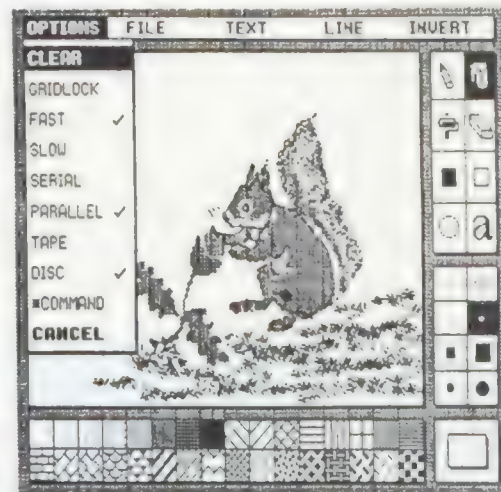 OPTIONS FILE TEXT LINE INVERT
CLEAR
GRIDLOCK
FAST ✓
SLOW
SERIAL
PARALLEL ✓
TAPE
DISC ✓
*COMMAND
CANCEL
a